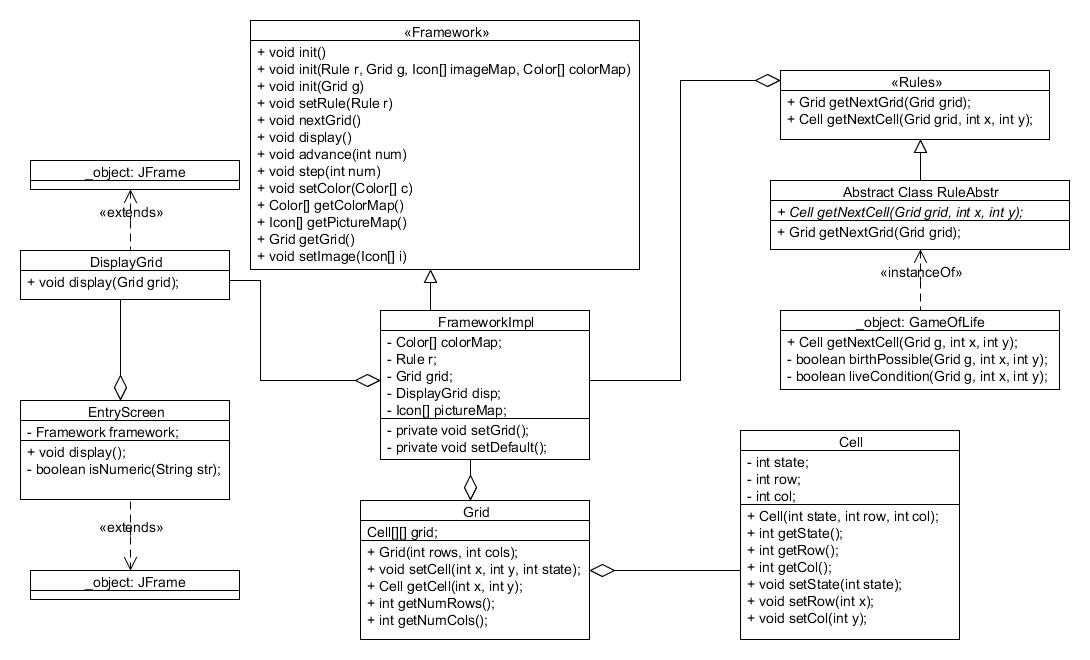 «Framework»
+ void init()
+ void init(Rule r, Grid g, Icon[] imageMap, Color[] colorMap)
+ void init(Grid g)
+ void setRule(Rule r)
+ void nextGrid()
+ void display()
+ void advance(int num)
+ void step(int num)
+ void setColor(Color[] c)
+ Color[] getColorMap()
+ Icon[] getPictureMap()
+ Grid getGrid()
+ void setImage(Icon[] i)
«Rules»
+ Grid getNextGrid(Grid grid);
+ Cell getNextCell(Grid grid, int x, int y);
_object: JFrame
«extends»
DisplayGrid
+ void display(Grid grid);
Abstract Class RuleAbstr
+ Cell getNextCell(Grid grid, int x, int y);
+ Grid getNextGrid(Grid grid);
«instanceOf»
_object: GameOfLife
+ Cell getNextCell(Grid g, int x, int y);
- boolean birthPossible(Grid g, int x, int y);
- boolean liveCondition(Grid g, int x, int y);
FrameworkImpl
- Color[] colorMap;
- Rule r;
- Grid grid;
- DisplayGrid disp;
- Icon[] pictureMap;
- private void setGrid();
- private void setDefault();
EntryScreen
- Framework framework;
+ void display();
- boolean isNumeric(String str);
«extends»
_object: JFrame
Grid
Cell[][] grid;
+ Grid(int rows, int cols);
+ void setCell(int x, int y, int state);
+ Cell getCell(int x, int y);
+ int getNumRows();
+ int getNumCols();
Cell
- int state;
- int row;
- int col;
+ Cell(int state, int row, int col);
+ int getState();
+ int getRow();
+ int getCol();
+ void setState(int state);
+ void setRow(int x);
+ void setCol(int y);